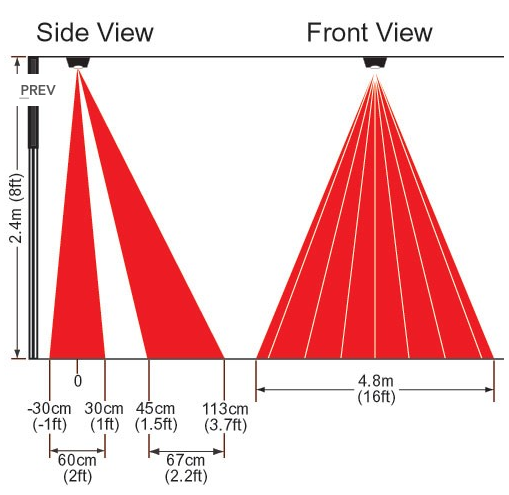 Side View
Front View
PREV
2.4m (8ft)
0
-30cm
(-1ft)
30cm
(1ft)
45cm
(1.5ft)
113cm
(3.7ft)
60cm
(2ft)
67cm
(2.2ft)
4.8m
(16ft)